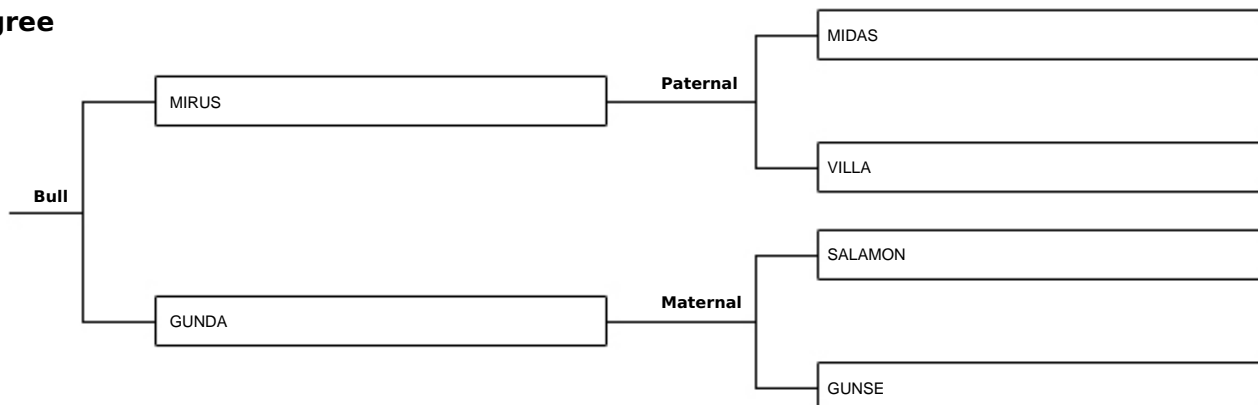 gree
MIDAS
Paternal
MIRUS
VILLA
Bull
SALAMON
Maternal
GUNDA
GUNSE